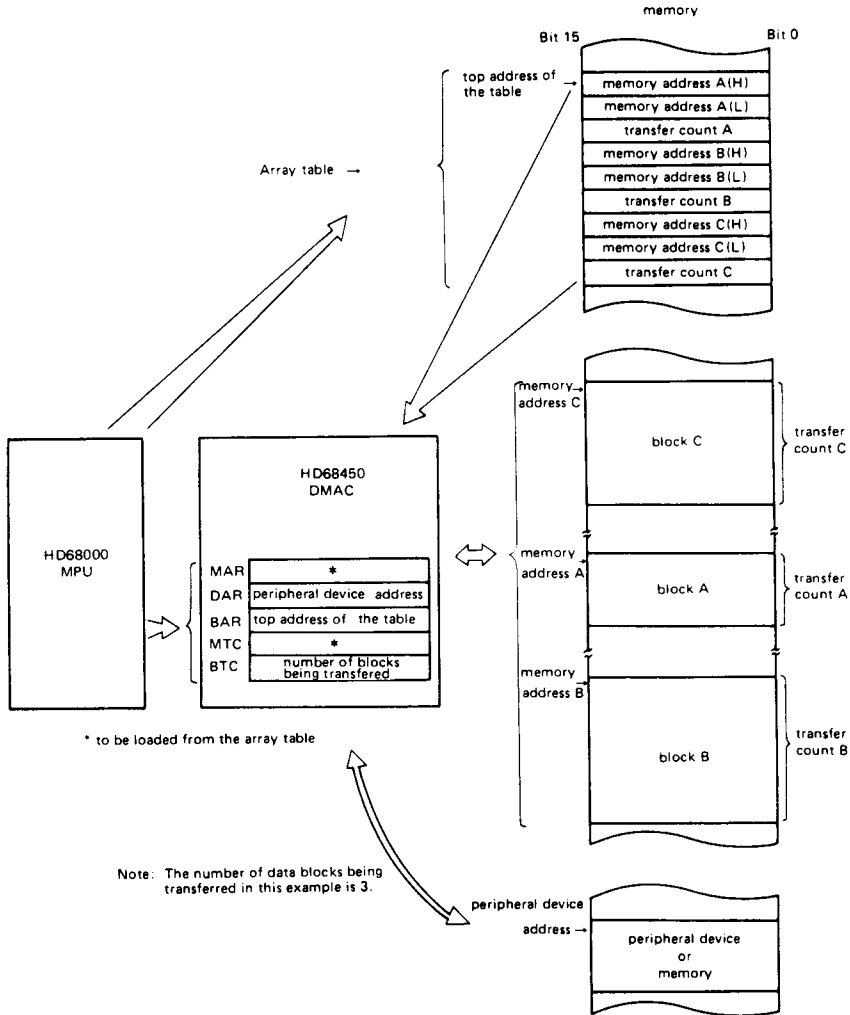 memory
Bit 15
Bit 0
top address of
the table →
memory address A(H)
memory address A(L)
transfer count A
memory address B(H)
memory address B(L)
transfer count B
memory address C(H)
memory address C(L)
transfer count C
Array table →
memory
address C
block C
transfer
count C
memory
address A
block A
transfer
count A
memory
address B
block B
transfer
count B
HD68000
MPU
HD68450
DMAC
MAR *
DAR peripheral device address
BAR top address of the table
MTC *
BTC number of blocks
being transfered
* to be loaded from the array table
Note: The number of data blocks being
transferred in this example is 3.
peripheral device
address →
peripheral device
or
memory